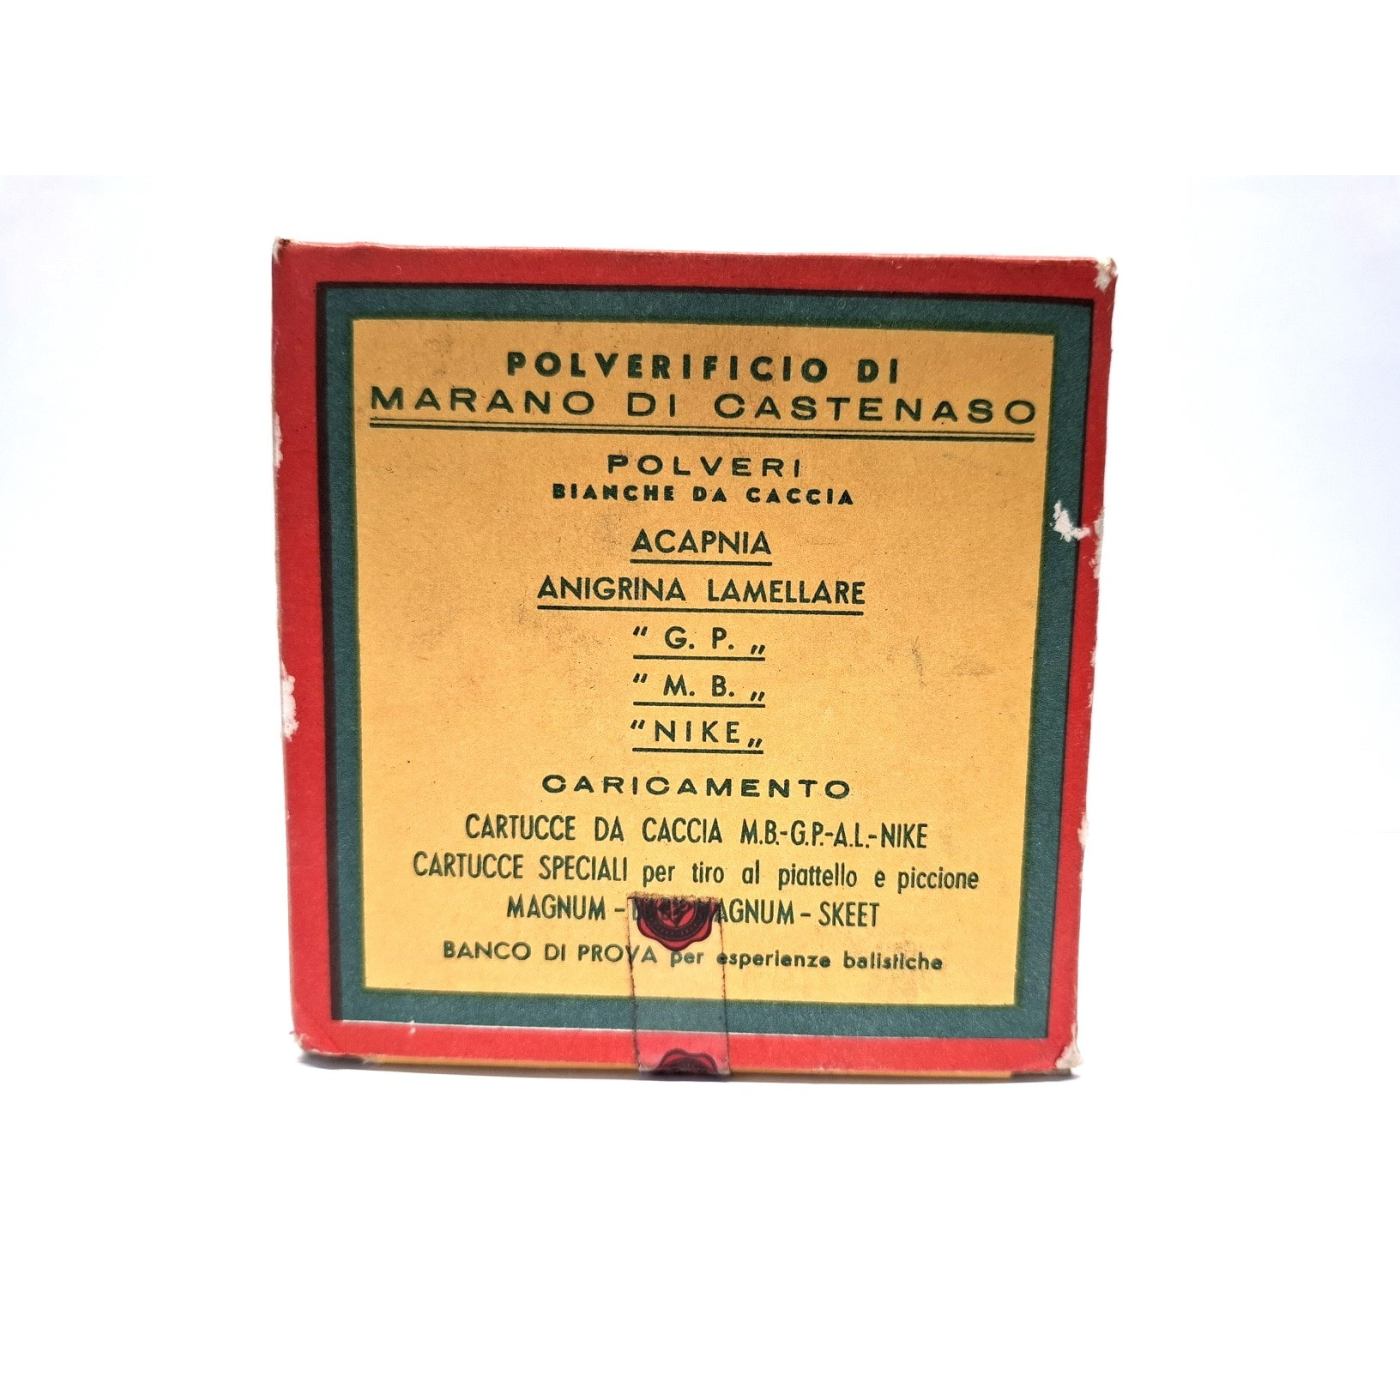 POLVERIFICIO DI
MARANO DI CASTENASO
POLVERI
BIANCHE DA CACCIA
ACAPNIA
ANIGRINA LAMELLARE
“ G. P. „
“ M. B. „
“NIKE„
CARICAMENTO
CARTUCCE DA CACCIA M.B.-G.P.-A.L.-NIKE
CARTUCCE SPECIALI per tiro al piattello e piccione
MAGNUM - MAGNUM - SKEET
BANCO DI PROVA per esperienze balistiche